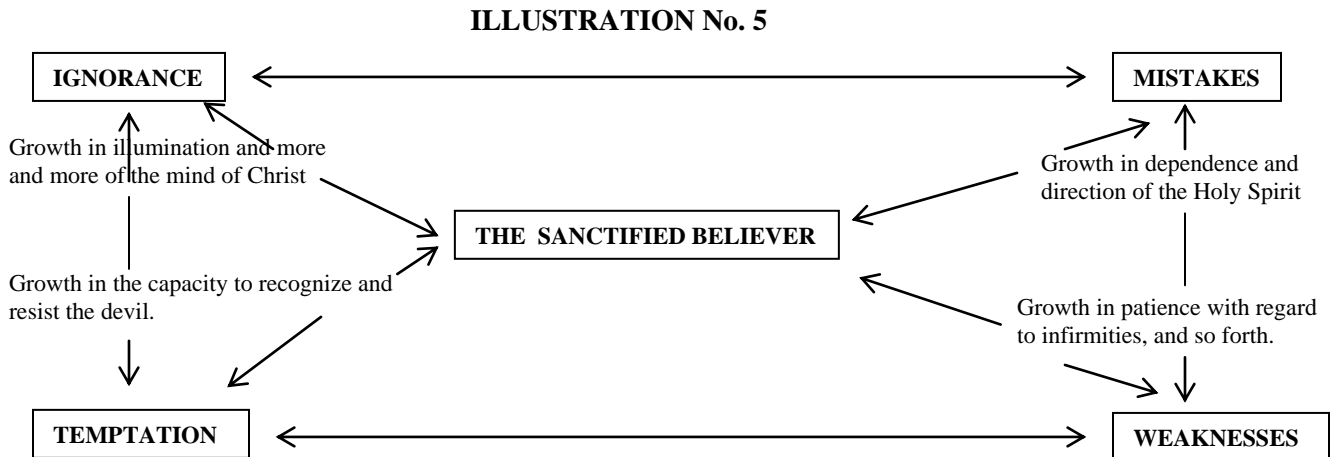 ILLUSTRATION No. 5
IGNORANCE
MISTAKES
Growth in illumination and more
and more of the mind of Christ
Growth in dependence and
direction of the Holy Spirit
THE SANCTIFIED BELIEVER
Growth in the capacity to recognize and
resist the devil.
Growth in patience with regard
to infirmities, and so forth.
TEMPTATION
WEAKNESSES